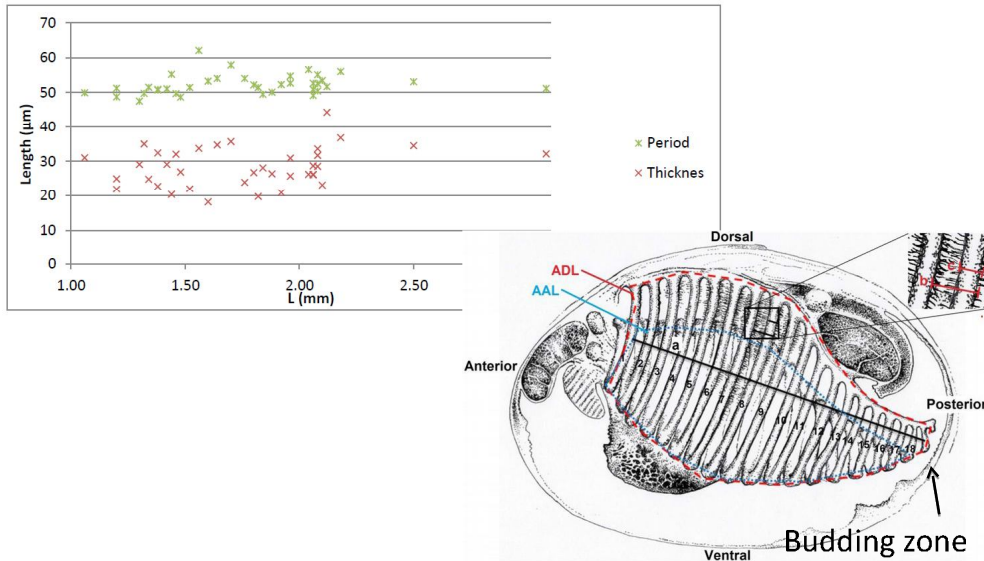 70
60
50
40
30
20
10
0
Length (µm)
1.00
1.50
2.00
2.50
L (mm)
Period
Thicknes
Dorsal
ADL
AAL
Anterior
Posterior
Ventral
Budding zone
a
b
c
2
3
4
5
6
7
8
9
10
11
12
13
14
15
16
17
18